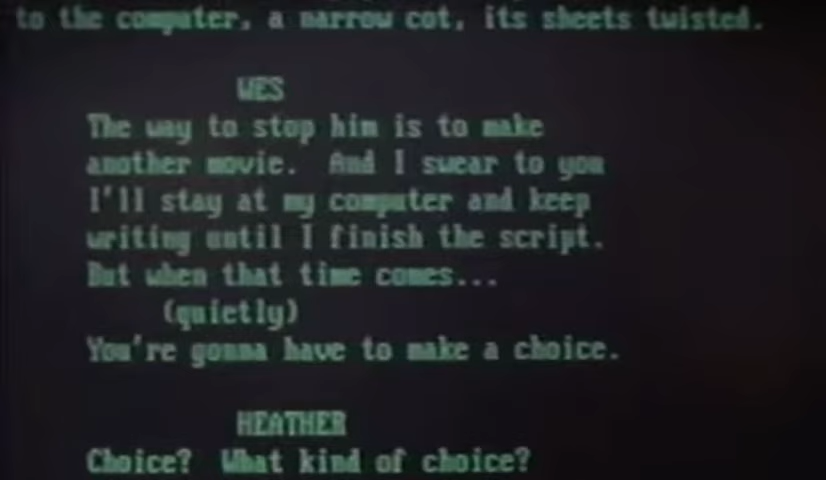 to the computer, a narrow cot, its sheets twisted.
WES
The way to stop him is to make
another movie. And I swear to you
I'll stay at my computer and keep
writing until I finish the script.
But when that time comes...
(quietly)
You're gonna have to make a choice.
HEATHER
Choice? What kind of choice?